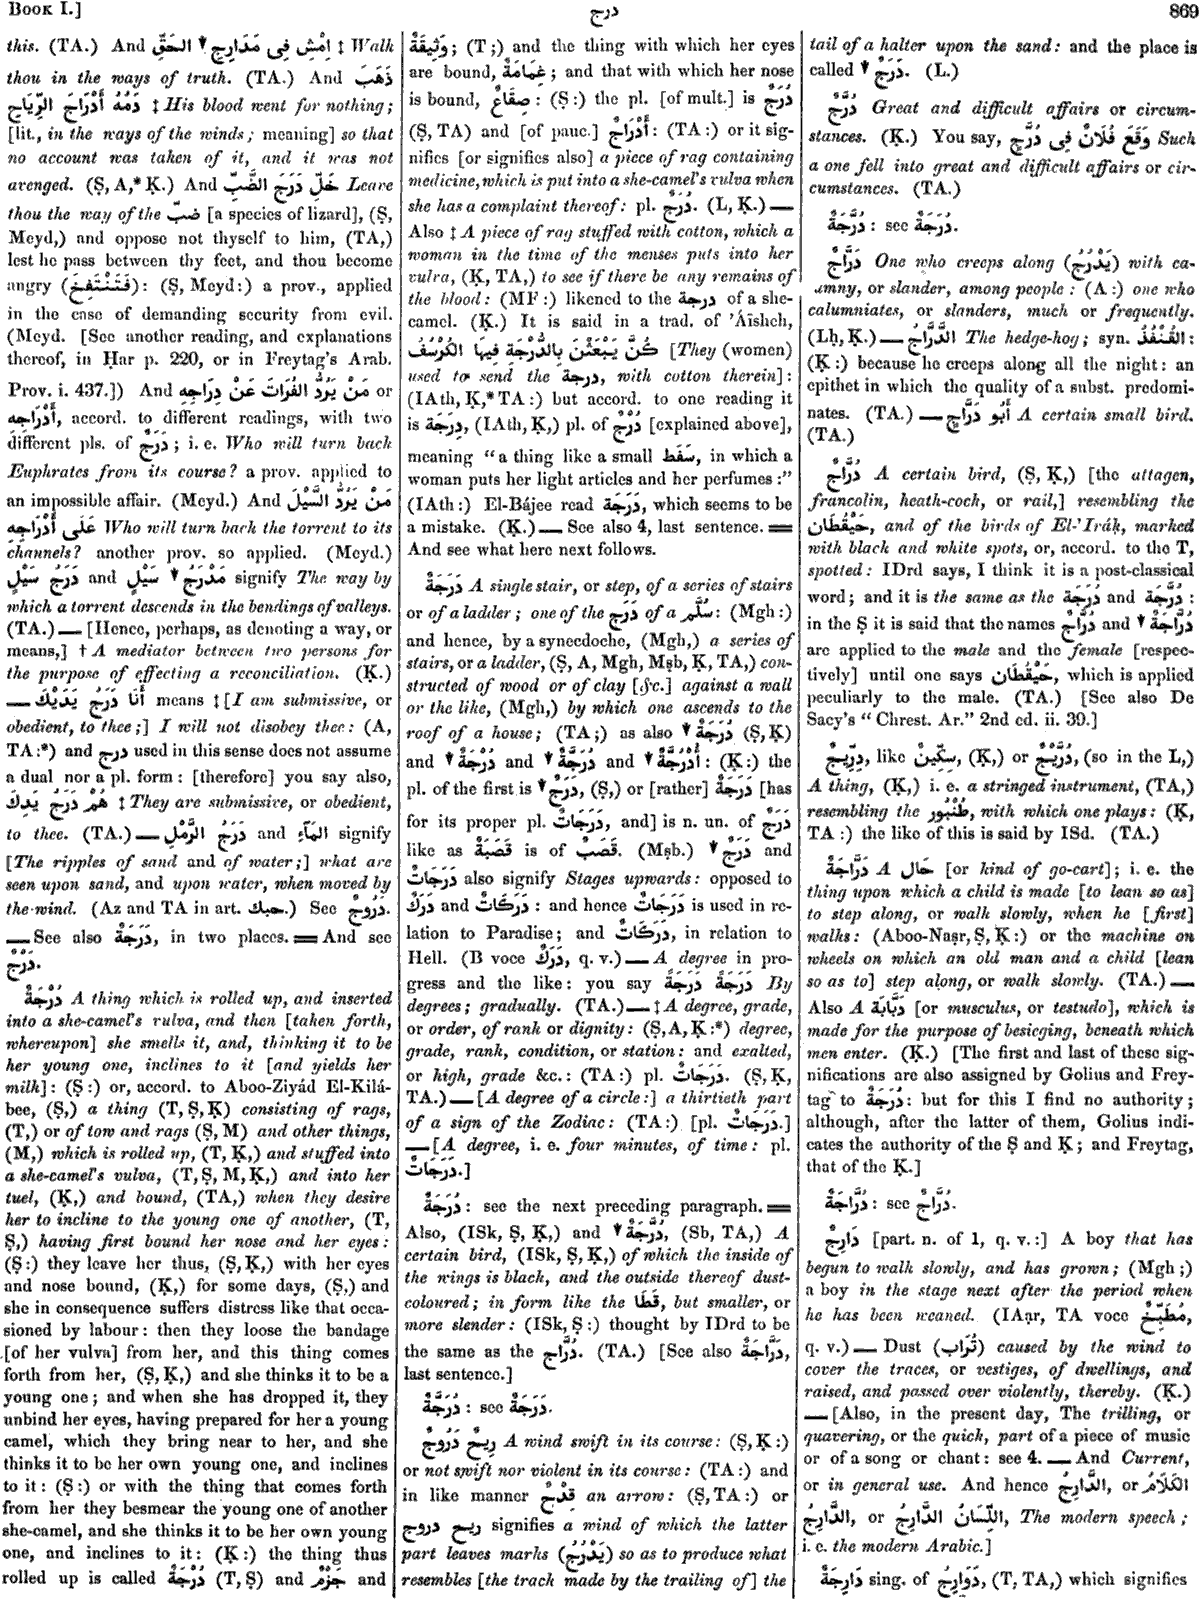 BOOK I.]
درج
869
this. (TA.) And اِمْشِ فِى مَدَارِجِ الحَقِّ ‡ Walk
thou in the ways of truth. (TA.) And ذَهَبَ
دَمُهُ أَدْرَاجَ الرِّيَاحِ ‡ His blood went for nothing;
[lit., in the ways of the winds; meaning] so that
no account was taken of it, and it was not
avenged. (Ṣ, A,* Ḳ.) And خَلِّ دَرَجَ الضَّبِّ Leave
thou the way of the ضبّ [a species of lizard], (Ṣ,
Meyd,) and oppose not thyself to him, (TA,)
lest he pass between thy feet, and thou become
angry (فَتَنْتَفِخَ): (Ṣ, Meyd:) a prov., applied
in the case of demanding security from evil.
(Meyd. [See another reading, and explanations
thereof, in Ḥar p. 220, or in Freytag's Arab.
Prov. i. 437.]) And مَنْ يَرُدُّ الفُرَاتَ عَنْ دِرَاجِهِ or
أَدْرَاجِهِ, accord. to different readings, with two
different pls. of دَرَجٌ; i. e. Who will turn back
Euphrates from its course? a prov. applied to
an impossible affair. (Meyd.) And مَنْ يَرُدُّ السَّيْلَ
عَلَى أَدْرَاجِهِ Who will turn back the torrent to its
channels? another prov. so applied. (Meyd.)
دَرَجُ سَيْلٍ and مَدْرَجُ سَيْلٍ signify The way by
which a torrent descends in the bendings of valleys.
(TA.) — [Hence, perhaps, as denoting a way, or
means,] † A mediator between two persons for
the purpose of effecting a reconciliation. (Ḳ.)
— أَنَا دَرَجُ يَدَيْكَ means ‡ [I am submissive, or
obedient, to thee;] I will not disobey thee: (A,
TA:*) and درج used in this sense does not assume
a dual nor a pl. form: [therefore] you say also,
هُمْ دَرَجُ يَدِكَ ‡ They are submissive, or obedient,
to thee. (TA.) — دَرَجُ الرَّمْلِ and المَآءِ signify
[The ripples of sand and of water;] what are
seen upon sand, and upon water, when moved by
the wind. (Az and TA in art. حبك.) See دَرُوجٌ.
— See also دَرَجَةٌ, in two places. = And see
دُرْجٌ.
دُرْجَةٌ A thing which is rolled up, and inserted
into a she-camel's vulva, and then [taken forth,
whereupon] she smells it, and, thinking it to be
her young one, inclines to it [and yields her
milk]: (Ṣ:) or, accord. to Aboo-Ziyád El-Kilá-
bee, (Ṣ,) a thing (T, Ṣ, Ḳ) consisting of rags,
(T,) or of tow and rags (Ṣ, M) and other things,
(M,) which is rolled up, (T, Ḳ,) and stuffed into
a she-camel's vulva, (T, Ṣ, M, Ḳ,) and into her
tuel, (Ḳ,) and bound, (TA,) when they desire
her to incline to the young one of another, (T,
Ṣ,) having first bound her nose and her eyes:
(Ṣ:) they leave her thus, (Ṣ, Ḳ,) with her eyes
and nose bound, (Ḳ,) for some days, (Ṣ,) and
she in consequence suffers distress like that occa-
sioned by labour: then they loose the bandage
[of her vulva] from her, and this thing comes
forth from her, (Ṣ, Ḳ,) and she thinks it to be a
young one; and when she has dropped it, they
unbind her eyes, having prepared for her a young
camel, which they bring near to her, and she
thinks it to be her own young one, and inclines
to it: (Ṣ:) or with the thing that comes forth
from her they besmear the young one of another
she-camel, and she thinks it to be her own young
one, and inclines to it: (Ḳ:) the thing thus
rolled up is called دُرْجَةٌ (T, Ṣ) and جَزْمٌ and
وَثِيقَةٌ; (T;) and the thing with which her eyes
are bound, غِمَامَةٌ; and that with which her nose
is bound, صِقَاعٌ: (Ṣ:) the pl. [of mult.] is دُرَجٌ
(Ṣ, TA) and [of pauc.] أَدْرَاجٌ: (TA:) or it sig-
nifies [or signifies also] a piece of rag containing
medicine, which is put into a she-camel's vulva when
she has a complaint thereof: pl. دُرَجٌ. (L, Ḳ.) —
Also ‡ A piece of rag stuffed with cotton, which a
woman in the time of the menses puts into her
vulva, (Ḳ, TA,) to see if there be any remains of
the blood: (MF:) likened to the درجة of a she-
camel. (Ḳ.) It is said in a trad. of 'Áïsheh,
كُنَّ يَبْعَثْنَ بِالدُّرْجَةِ فِيهَا الكُرْسُفُ [They (women)
used to send the درجة, with cotton therein]:
(IAth, Ḳ,* TA:) but accord. to one reading it
is دِرَجَة, (IAth, Ḳ,) pl. of دُرْجٌ [explained above],
meaning "a thing like a small سَفَط, in which a
woman puts her light articles and her perfumes:"
(IAth:) El-Bájee read دَرَجَة, which seems to be
a mistake. (Ḳ.) — See also 4, last sentence. =
And see what here next follows.
دَرَجَةٌ A single stair, or step, of a series of stairs
or of a ladder; one of the دَرَج of a سُلَّم: (Mgh:)
and hence, by a synecdoche, (Mgh,) a series of
stairs, or a ladder, (Ṣ, A, Mgh, Mṣb, Ḳ, TA,) con-
structed of wood or of clay [&c.] against a wall
or the like, (Mgh,) by which one ascends to the
roof of a house; (TA;) as also دُرَجَةٌ (Ṣ, Ḳ)
and دُرْجَةٌ and دُرَجَّةٌ and أُدْرُجَّةٌ: (Ḳ:) the
pl. of the first is دَرَجٌ, (Ṣ,) or [rather] دَرَجَةٌ [has
for its proper pl. دَرَجَاتٌ, and] is n. un. of دَرَجٌ
like as قَصَبَةٌ is of قَصَبٌ. (Mṣb.) دَرَجٌ and
دَرَجَاتٌ also signify Stages upwards: opposed to
دَرَكٌ and دَرَكَاتٌ: and hence دَرَجَاتٌ is used in re-
lation to Paradise; and دَرَكَاتٌ, in relation to
Hell. (B voce دَرَكٌ, q. v.) — A degree in pro-
gress and the like: you say دَرَجَةً دَرَجَةً By
degrees; gradually. (TA.) — ‡ A degree, grade,
or order, of rank or dignity: (Ṣ, A, Ḳ:*) degree,
grade, rank, condition, or station: and exalted,
or high, grade &c.: (TA:) pl. دَرَجَاتٌ. (Ṣ, Ḳ,
TA.) — [A degree of a circle:] a thirtieth part
of a sign of the Zodiac: (TA:) [pl. دَرَجَاتٌ.]
— [A degree, i. e. four minutes, of time: pl.
دَرَجَاتٌ.]
دُرَجَةٌ: see the next preceding paragraph. =
Also, (ISk, Ṣ, Ḳ,) and دُرَّجَةٌ, (Sb, TA,) A
certain bird, (ISk, Ṣ, Ḳ,) of which the inside of
the wings is black, and the outside thereof dust-
coloured; in form like the قَطَا, but smaller, or
more slender: (ISk, Ṣ:) thought by IDrd to be
the same as the دُرَّاج. (TA.) [See also دَرَّاجَةٌ,
last sentence.]
دُرَجَّةٌ: see دَرَجَةٌ.
رِيحٌ دَرُوجٌ A wind swift in its course: (Ṣ, Ḳ:)
or not swift nor violent in its course: (TA:) and
in like manner قِدْحٌ an arrow: (Ṣ, TA:) or
ريح دروج signifies a wind of which the latter
part leaves marks (يَدْرُجُ) so as to produce what
resembles [the track made by the trailing of] the
tail of a halter upon the sand: and the place is
called دَرَجٌ. (L.)
دُرَّجٌ Great and difficult affairs or circum-
stances. (Ḳ.) You say, وَقَعَ فُلَانٌ فِى دُرَّجٍ Such
a one fell into great and difficult affairs or cir-
cumstances. (TA.)
دُرَّجَةٌ: see دُرَجَةٌ.
دَرَّاجٌ One who creeps along (يَدْرُجُ) with ca-
lumny, or slander, among people: (A:) one who
calumniates, or slanders, much or frequently.
(Lḥ, Ḳ.) — الدَّرَّاجُ The hedge-hog; syn. القُنْفُذُ:
(Ḳ:) because he creeps along all the night: an
epithet in which the quality of a subst. predomi-
nates. (TA.) — أَبُو دَرَّاجٍ A certain small bird.
(TA.)
دُرَّاجٌ A certain bird, (Ṣ, Ḳ,) [the attagen,
francolin, heath-cock, or rail,] resembling the
حَيْقُطَان, and of the birds of El-'Iráḳ, marked
with black and white spots, or, accord. to the T,
spotted: IDrd says, I think it is a post-classical
word; and it is the same as the دُرَجَة and دُرَّجَة:
in the Ṣ it is said that the names دُرَّاجٌ and دُرَّاجَةٌ
are applied to the male and the female [respec-
tively] until one says حَيْقُطَان, which is applied
peculiarly to the male. (TA.) [See also De
Sacy's "Chrest. Ar." 2nd ed. ii. 39.]
دِرِّيجٌ, like سِكِّينٌ, (Ḳ,) or دُرَّيْجٌ, (so in the L,)
A thing, (Ḳ,) i. e. a stringed instrument, (TA,)
resembling the طُنْبُور, with which one plays: (Ḳ,
TA:) the like of this is said by ISd. (TA.)
دَرَّاجَةٌ A حَال [or kind of go-cart]; i. e. the
thing upon which a child is made [to lean so as]
to step along, or walk slowly, when he [first]
walks: (Aboo-Naṣr, Ṣ, Ḳ:) or the machine on
wheels on which an old man and a child [lean
so as to] step along, or walk slowly. (TA.) —
Also A دَبَّابَة [or musculus, or testudo], which is
made for the purpose of besieging, beneath which
men enter. (Ḳ.) [The first and last of these sig-
nifications are also assigned by Golius and Frey-
tag to دُرَجَةٌ: but for this I find no authority;
although, after the latter of them, Golius indi-
cates the authority of the Ṣ and Ḳ; and Freytag,
that of the Ḳ.]
دُرَّاجَةٌ: see دُرَّاجٌ.
دَارِجٌ [part. n. of 1, q. v.:] A boy that has
begun to walk slowly, and has grown; (Mgh;)
a boy in the stage next after the period when
he has been weaned. (IAạr, TA voce مُطَبِّخٌ,
q. v.) — Dust (تُرَاب) caused by the wind to
cover the traces, or vestiges, of dwellings, and
raised, and passed over violently, thereby. (Ḳ.)
— [Also, in the present day, The trilling, or
quavering, or the quick, part of a piece of music
or of a song or chant: see 4. — And Current,
or in general use. And hence الكَلَامُ الدَّارِجُ, or
اللِّسَانُ الدَّارِجُ, or الدَّارِجُ, The modern speech;
i. e. the modern Arabic.]
دَارِجَةٌ sing. of دَوَارِجُ, (T, TA,) which signifies